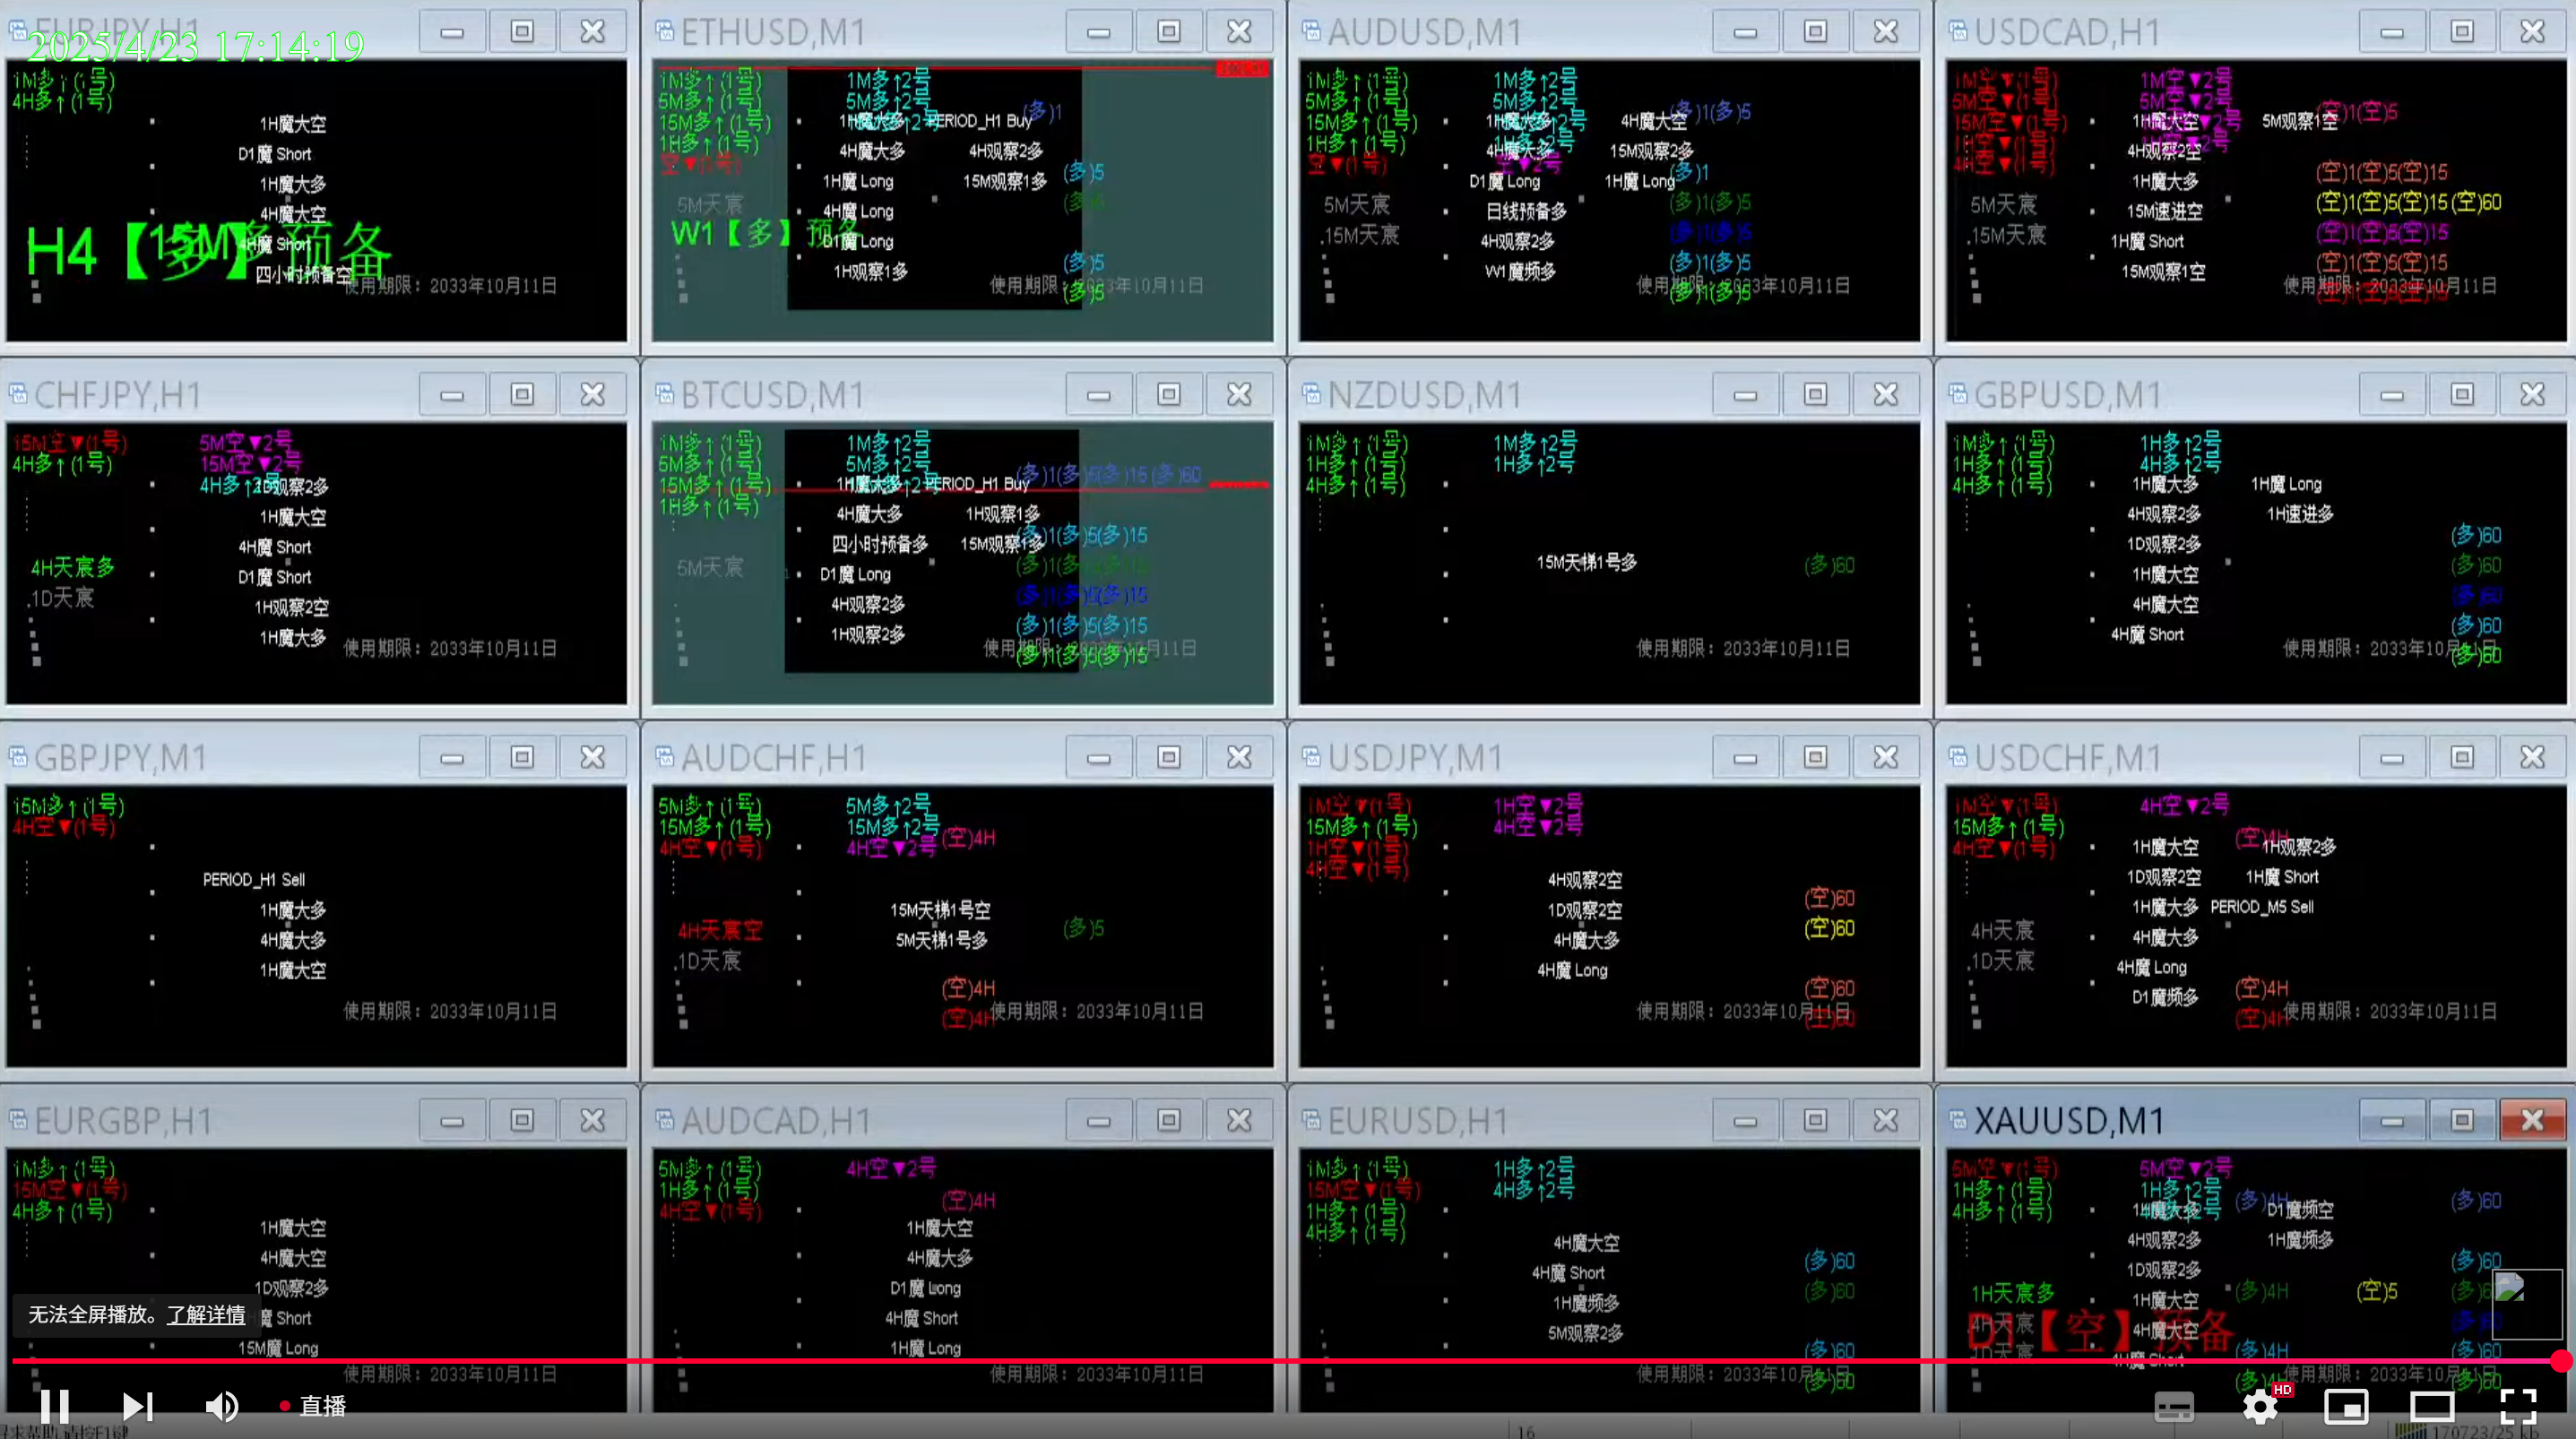 EURJPY,H1
2025/4/23 17:14:19
1M多↑(1号)
4H多↑(1号)
1H魔大空
D1魔 Short
1H魔大多
4H魔大空
4H魔 Short
四小时预备空
H4【多】预备
15M
使用期限：2033年10月11日
ETHUSD,M1
1M多↑(1号)
5M多↑(1号)
15M多↑(1号)
1H多↑(1号)
空▼(1号)
1M多↑2号
5M多↑2号
1H魔大多
PERIOD_H1 Buy
(多)1
4H魔大多
4H观察2多
1H魔 Long
15M观察1多
(多)5
5M天宸
4H魔 Long
(多)5
W1【多】预备
D1魔 Long
1H观察1多
(多)5
(多)5
使用期限：2033年10月11日
AUDUSD,M1
1M多↑(1号)
5M多↑(1号)
15M多↑(1号)
1H多↑(1号)
空▼(1号)
1M多↑2号
5M多↑2号
1H魔大多
4H魔大空
(多)1(多)5
4H魔大多
15M观察2多
空▼2号
D1魔 Long
1H魔 Long
(多)1
5M天宸
日线预备多
(多)1(多)5
.15M天宸
4H观察2多
(多)1(多)5
W1魔频多
(多)1(多)5
(多)1(多)5
使用期限：2033年10月11日
USDCAD,H1
1M空▼(1号)
5M空▼(1号)
15M空▼(1号)
1H空▼(1号)
4H空▼(1号)
1M空▼2号
5M空▼2号
1H魔大空
5M观察1空
(空)1(空)5
4H观察2空
1H魔大多
(空)1(空)5(空)15
5M天宸
15M速进空
(空)1(空)5(空)15(空)60
.15M天宸
1H魔 Short
(空)1(空)5(空)15
15M观察1空
(空)1(空)5(空)15
(空)1(空)5(空)15
使用期限：2033年10月11日
CHFJPY,H1
15M空▼(1号)
4H多↑(1号)
5M空▼2号
15M空▼2号
4H多↑2号
1D观察2多
1H魔大空
4H魔 Short
4H天宸多
D1魔 Short
.1D天宸
1H观察2空
1H魔大多
使用期限：2033年10月11日
BTCUSD,M1
1M多↑(1号)
5M多↑(1号)
15M多↑(1号)
1H多↑(1号)
1M多↑2号
5M多↑2号
1H魔大多
PERIOD_H1 Buy
(多)1(多)5(多)15(多)60
4H魔大多
1H观察1多
四小时预备多
15M观察1多
(多)1(多)5(多)15
5M天宸
D1魔 Long
4H观察2多
(多)1(多)5(多)15
1H观察2多
(多)1(多)5(多)15
(多)1(多)5(多)15
使用期限：2033年10月11日
NZDUSD,M1
1M多↑(1号)
1H多↑(1号)
4H多↑(1号)
1M多↑2号
1H多↑2号
15M天梯1号多
(多)60
使用期限：2033年10月11日
GBPUSD,M1
1M多↑(1号)
1H多↑(1号)
4H多↑(1号)
1H多↑2号
4H多↑2号
1H魔大多
1H魔 Long
4H观察2多
1H速进多
1D观察2多
(多)60
1H魔大空
(多)60
4H魔大空
(多)60
4H魔 Short
(多)60
(多)60
使用期限：2033年10月11日
GBPJPY,M1
15M多↑(1号)
4H空▼(1号)
PERIOD_H1 Sell
1H魔大多
4H魔大多
1H魔大空
使用期限：2033年10月11日
AUDCHF,H1
5M多↑(1号)
15M多↑(1号)
4H空▼(1号)
5M多↑2号
15M多↑2号
4H空▼2号
(空)4H
15M天梯1号空
4H天宸空
5M天梯1号多
(多)5
.1D天宸
(空)4H
(空)4H
使用期限：2033年10月11日
USDJPY,M1
1M空▼(1号)
15M多↑(1号)
1H空▼(1号)
4H空▼(1号)
1H空▼2号
4H空▼2号
4H观察2空
(空)60
1D观察2空
(空)60
4H魔大多
4H魔 Long
(空)60
(空)60
使用期限：2033年10月11日
USDCHF,M1
1M空▼(1号)
15M多↑(1号)
4H空▼(1号)
4H空▼2号
(空)4H
1H魔大空
1H观察2多
1D观察2空
1H魔 Short
1H魔大多
PERIOD_M5 Sell
4H天宸
4H魔大多
.1D天宸
4H魔 Long
D1魔频多
(空)4H
(空)4H
使用期限：2033年10月11日
EURGBP,H1
1M多↑(1号)
15M空▼(1号)
4H多↑(1号)
1H魔大空
4H魔大空
1D观察2多
魔 Short
15M魔 Long
使用期限：2033年10月11日
AUDCAD,H1
5M多↑(1号)
1H多↑(1号)
4H空▼(1号)
4H空▼2号
(空)4H
1H魔大空
4H魔大多
D1魔 Long
4H魔 Short
1H魔 Long
使用期限：2033年10月11日
EURUSD,H1
1M多↑(1号)
15M空▼(1号)
1H多↑(1号)
4H多↑(1号)
1H多↑2号
4H多↑2号
4H魔大空
(多)60
4H魔 Short
(多)60
1H魔频多
5M观察2多
(多)60
(多)60
使用期限：2033年10月11日
XAUUSD,M1
5M空▼(1号)
1H多↑(1号)
4H多↑(1号)
5M空▼2号
1H多↑2号
1H魔大多
(多)4H
D1魔频空
(多)60
4H观察2多
1H魔频多
1D观察2多
(多)60
1H天宸多
1H魔大空
(多)4H
(空)5
4H天宸
D1【空】预备
4H魔大空
.1D天宸
4H魔 Short
(多)4H
(多)60
(多)4H
(多)60
使用期限：2033年10月11日
无法全屏播放。了解详情
直播
HD
16
170723/25 kb